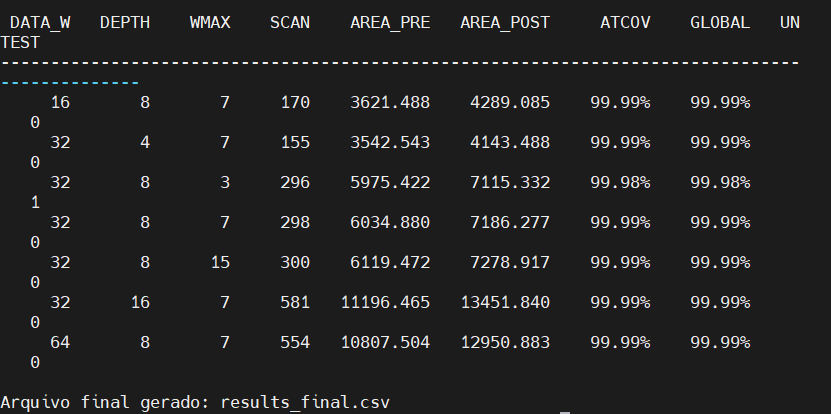 DATA_W   DEPTH    WMAX    SCAN    AREA_PRE   AREA_POST     ATCOV    GLOBAL   UN
TEST
--------------------------------------------------------------------------------
--------------
16       8       7     170    3621.488    4289.085    99.99%    99.99%
0
32       4       7     155    3542.543    4143.488    99.99%    99.99%
0
32       8       3     296    5975.422    7115.332    99.98%    99.98%
1
32       8       7     298    6034.880    7186.277    99.99%    99.99%
0
32       8      15     300    6119.472    7278.917    99.99%    99.99%
0
32      16       7     581   11196.465   13451.840    99.99%    99.99%
0
64       8       7     554   10807.504   12950.883    99.99%    99.99%
0
Arquivo final gerado: results_final.csv